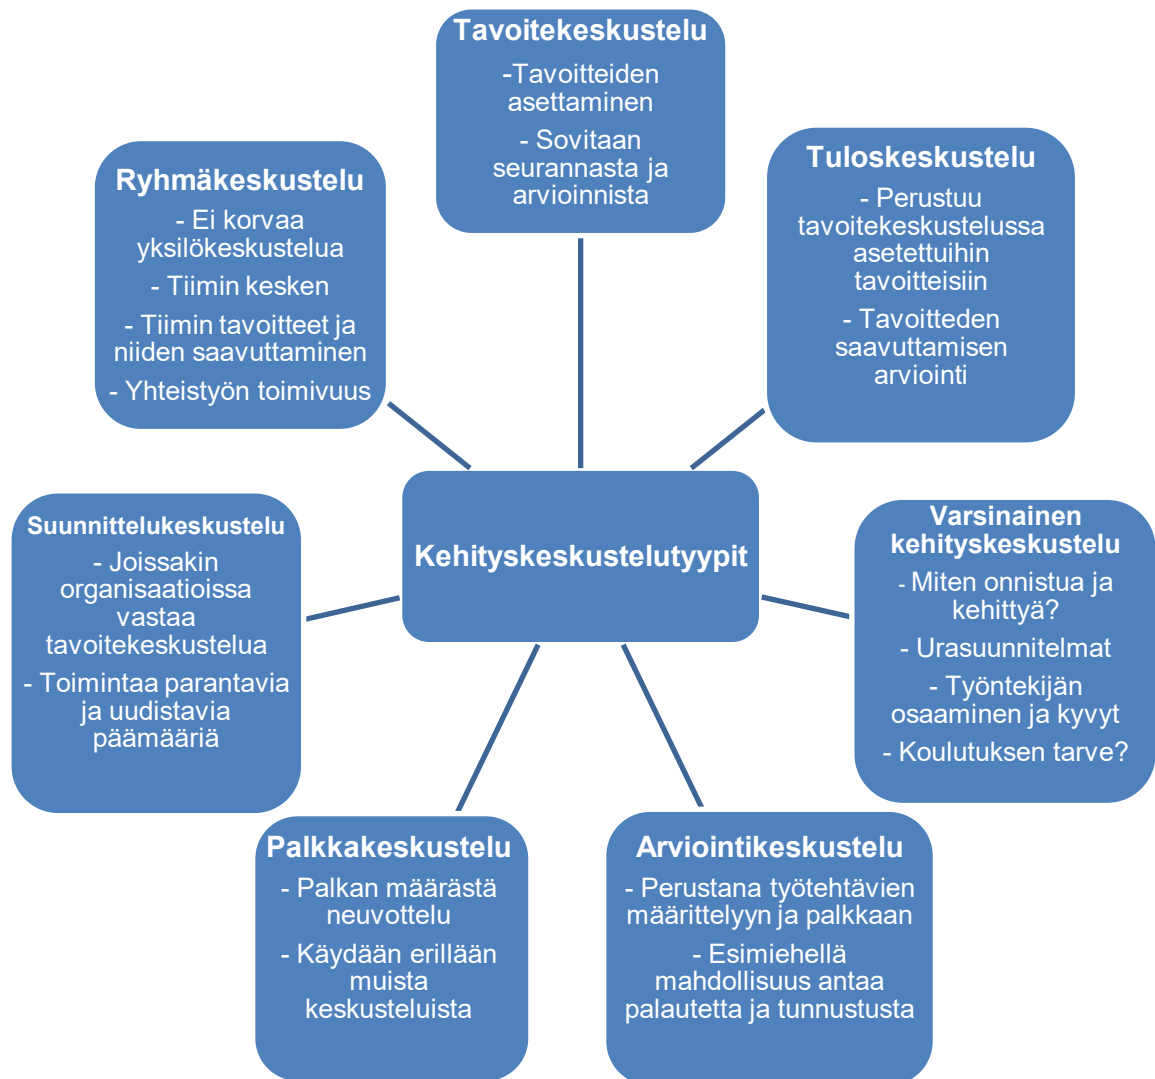 Tavoitekeskustelu
-Tavoitteiden
asettaminen
- Sovitaan
seurannasta ja
arvioinnista
Tuloskeskustelu
- Perustuu
tavoitekeskustelussa
asetettuihin
tavoitteisiin
- Tavoitteden
saavuttamisen
arviointi
Varsinainen
kehityskeskustelu
- Miten onnistua ja
kehittyä?
- Urasuunnitelmat
- Työntekijän
osaaminen ja kyvyt
- Koulutuksen tarve?
Arviointikeskustelu
- Perustana työtehtävien
määrittelyyn ja palkkaan
- Esimiehellä
mahdollisuus antaa
palautetta ja tunnustusta
Palkkakeskustelu
- Palkan määrästä
neuvottelu
- Käydään erillään
muista
keskusteluista
Suunnittelukeskustelu
- Joissakin
organisaatioissa
vastaa
tavoitekeskustelua
- Toimintaa parantavia
ja uudistavia
päämääriä
Ryhmäkeskustelu
- Ei korvaa
yksilökeskustelua
- Tiimin kesken
- Tiimin tavoitteet ja
niiden saavuttaminen
- Yhteistyön toimivuus
Kehityskeskustelutyypit